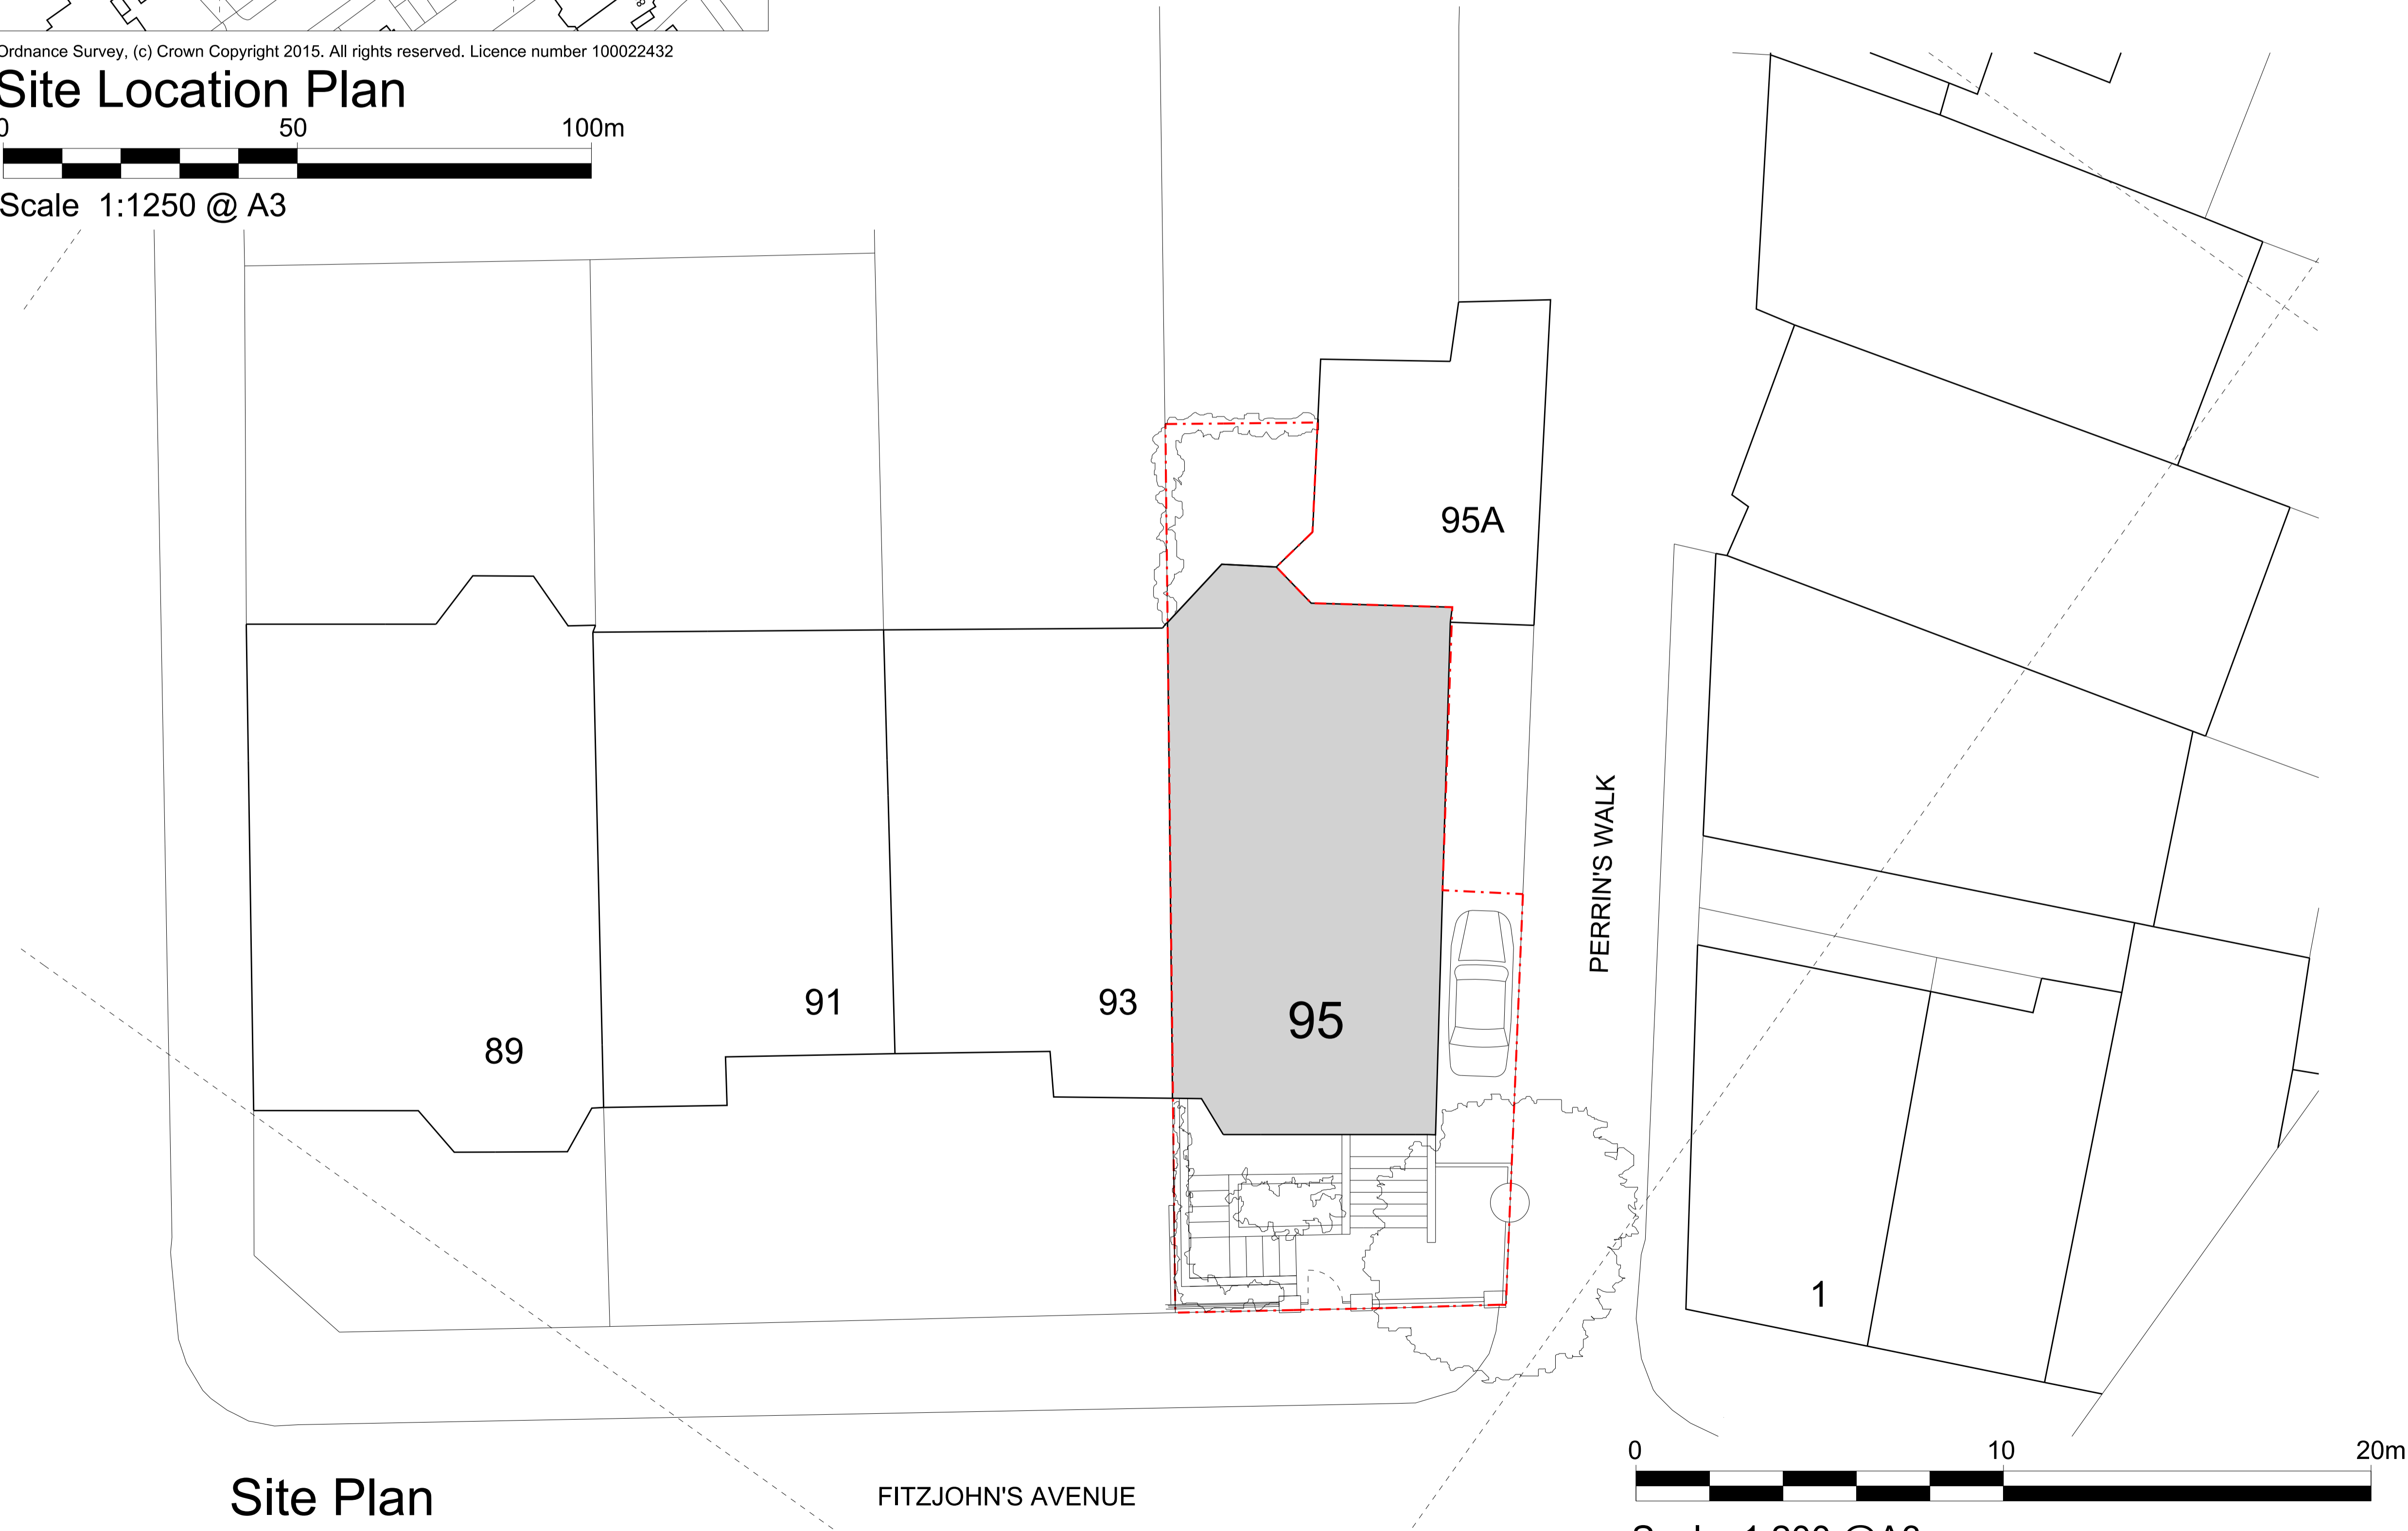 Ordnance Survey, (c) Crown Copyright 2015. All rights reserved. Licence number 100022432
Site Location Plan
0 50 100m
Scale 1:1250 @ A3
95A
PERRIN'S WALK
91
93
95
89
1
0 10 20m
Site Plan
FITZJOHN'S AVENUE